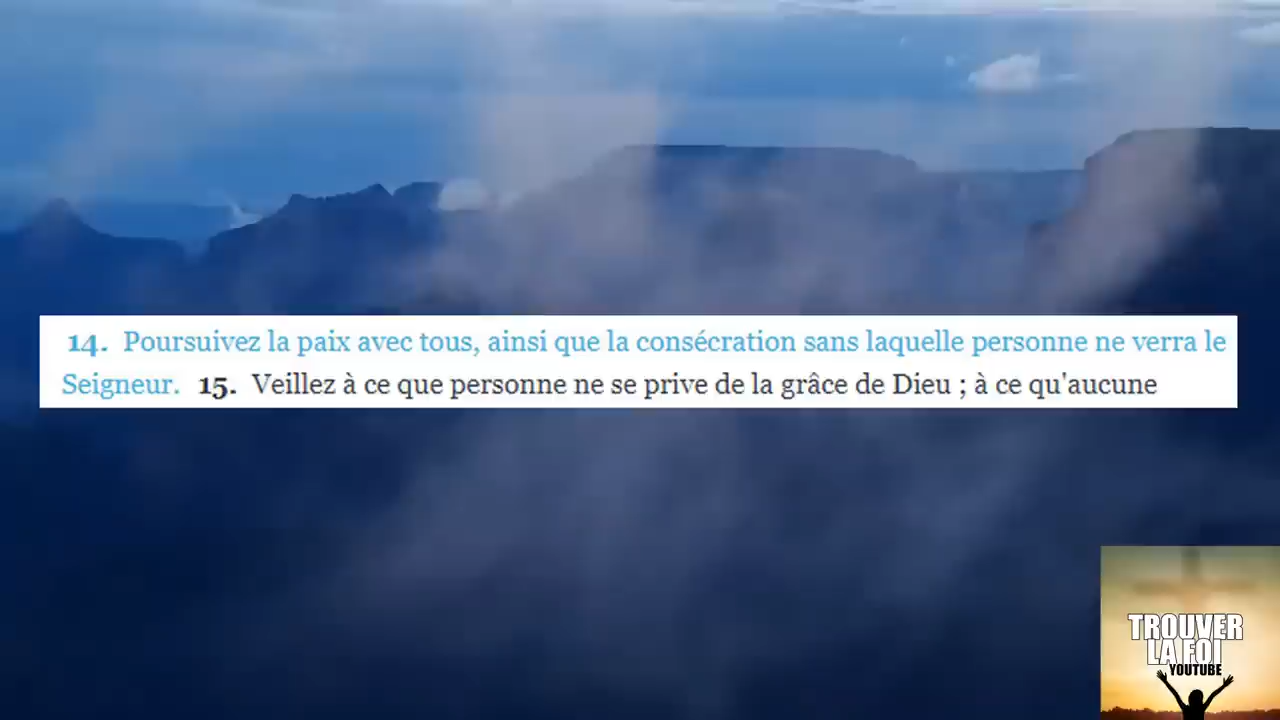 14. Poursuivez la paix avec tous, ainsi que la consécration sans laquelle personne ne verra le
Seigneur. 15. Veillez à ce que personne ne se prive de la grâce de Dieu ; à ce qu'aucune
TROUVER
LA FOI
YOUTUBE